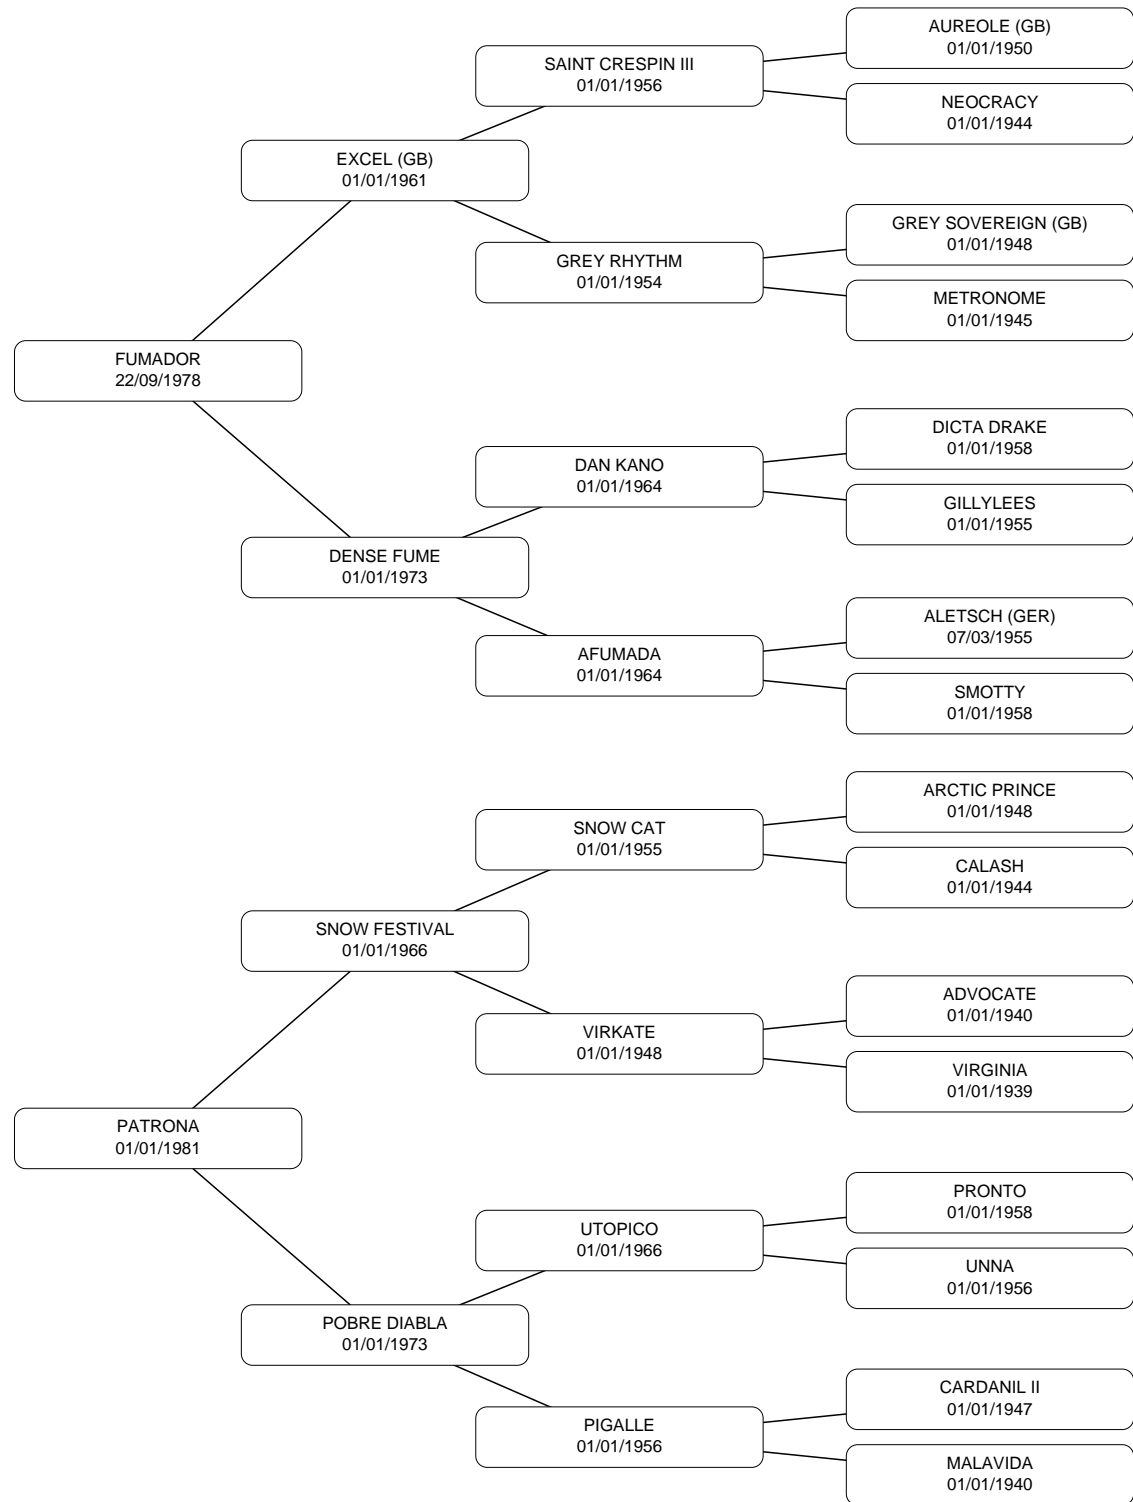 AUREOLE (GB)
01/01/1950
SAINT CRESPIN III
01/01/1956
NEOCRACY
01/01/1944
EXCEL (GB)
01/01/1961
GREY SOVEREIGN (GB)
01/01/1948
GREY RHYTHM
01/01/1954
METRONOME
01/01/1945
FUMADOR
22/09/1978
DICTA DRAKE
01/01/1958
DAN KANO
01/01/1964
GILLYLEES
01/01/1955
DENSE FUME
01/01/1973
ALETSCH (GER)
07/03/1955
AFUMADA
01/01/1964
SMOTTY
01/01/1958
ARCTIC PRINCE
01/01/1948
SNOW CAT
01/01/1955
CALASH
01/01/1944
SNOW FESTIVAL
01/01/1966
ADVOCATE
01/01/1940
VIRKATE
01/01/1948
VIRGINIA
01/01/1939
PATRONA
01/01/1981
PRONTO
01/01/1958
UTOPICO
01/01/1966
UNNA
01/01/1956
POBRE DIABLA
01/01/1973
CARDANIL II
01/01/1947
PIGALLE
01/01/1956
MALAVIDA
01/01/1940